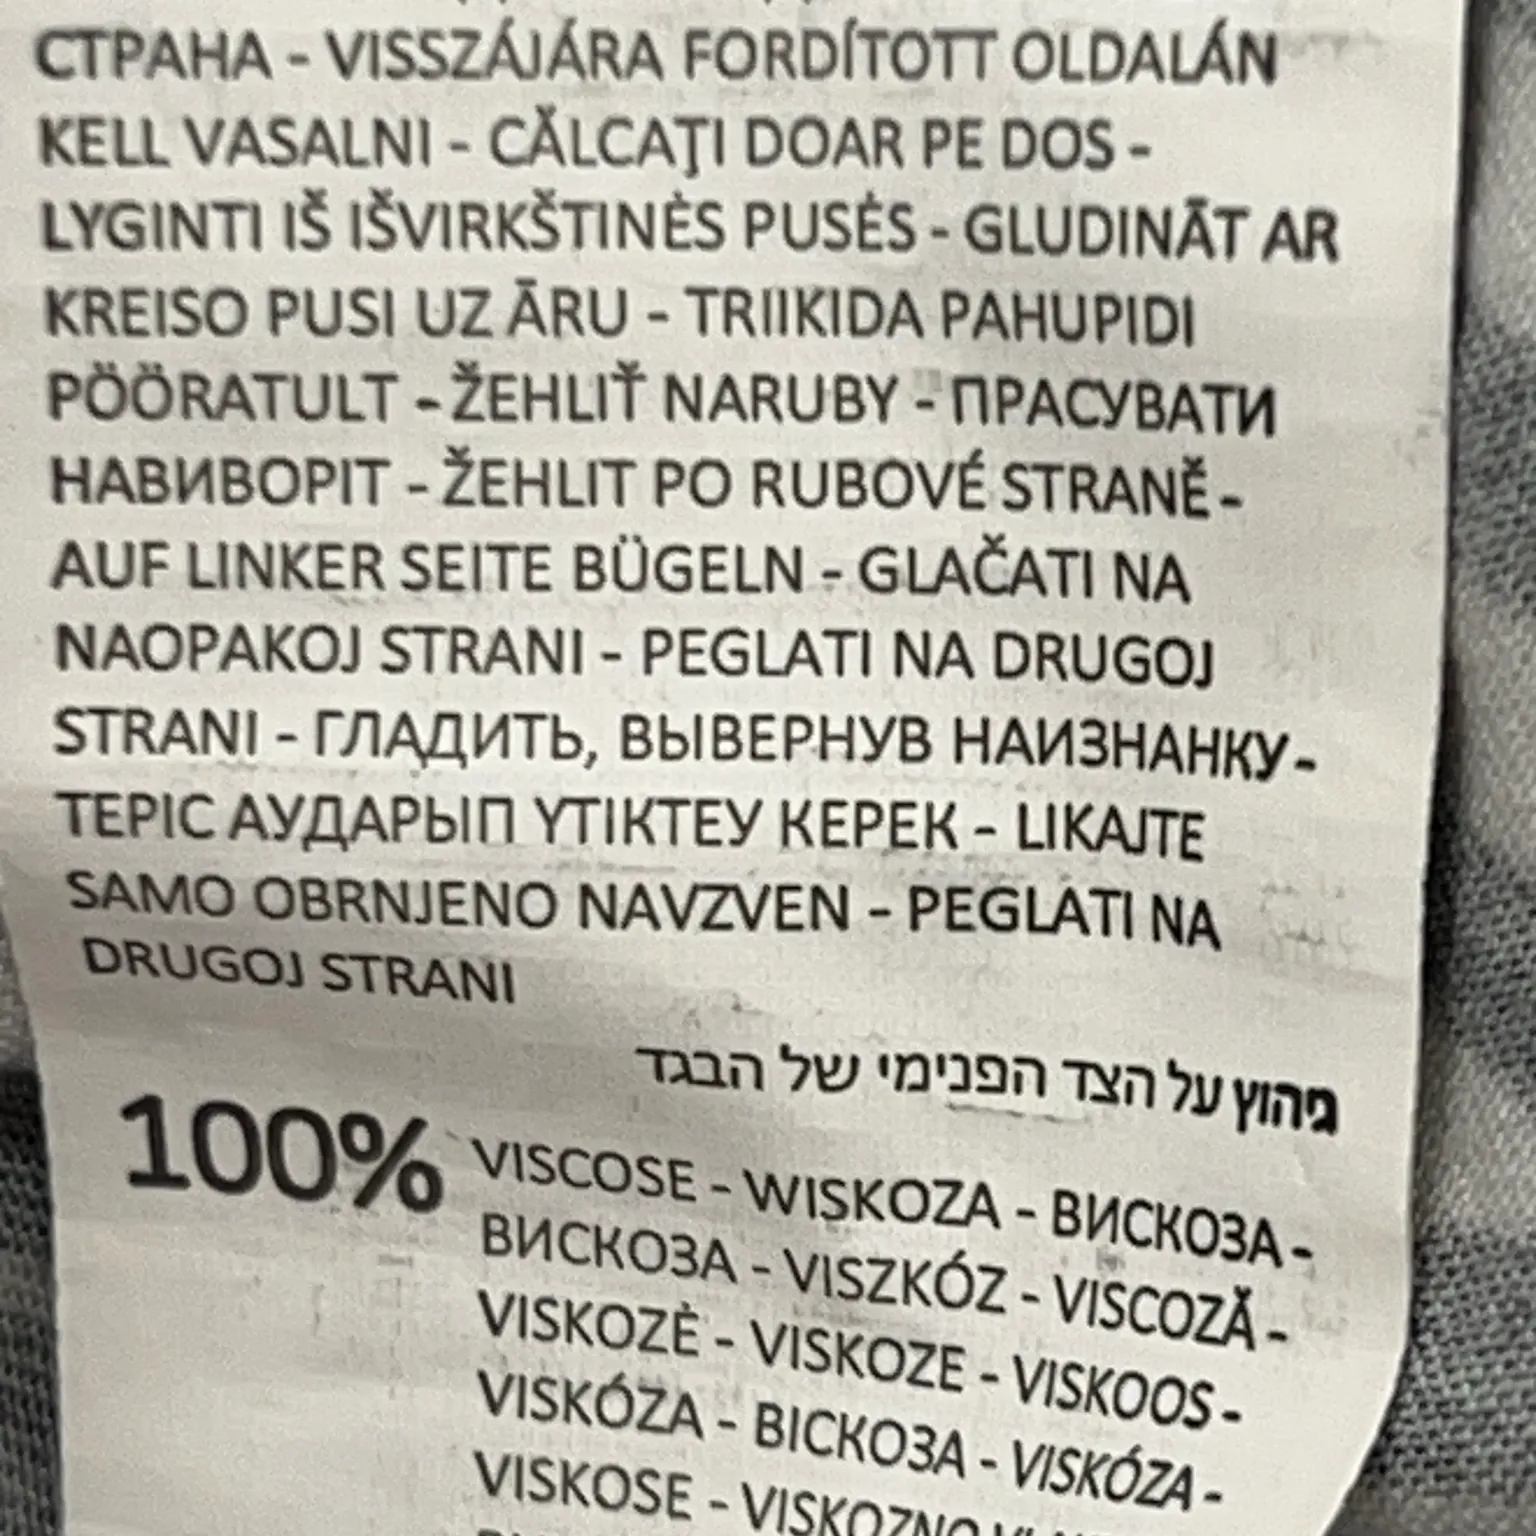 СТРАНА - VISSZÁJÁRA FORDÍTOTT OLDALÁN
KELL VASALNI - CĂLCAŢI DOAR PE DOS -
LYGINTI IŠ IŠVIRKŠTINĖS PUSĖS - GLUDINĀT AR
KREISO PUSI UZ ĀRU - TRIIKIDA PAHUPIDI
PÖÖRATULT - ŽEHLIŤ NARUBY - ПРАСУВАТИ
НАВИВОРІТ - ŽEHLIT PO RUBOVÉ STRANĚ -
AUF LINKER SEITE BÜGELN - GLAČATI NA
NAOPAKOJ STRANI - PEGLATI NA DRUGOJ
STRANI - ГЛАДИТЬ, ВЫВЕРНУВ НАИЗНАНКУ -
ТЕРІС АУДАРЫП ҮТІКТЕУ КЕРЕК - LIKAJTE
SAMO OBRNJENO NAVZVEN - PEGLATI NA
DRUGOJ STRANI
גיהוץ על הצד הפנימי של הבגד
100% VISCOSE - WISKOZA - ВИСКОЗА -
ВИСКОЗА - VISZKÓZ - VISCOZĂ -
VISKOZĖ - VISKOZE - VISKOOS -
VISKÓZA - ВІСКОЗА - VISKÓZA -
VISKOSE - VISKOZNO